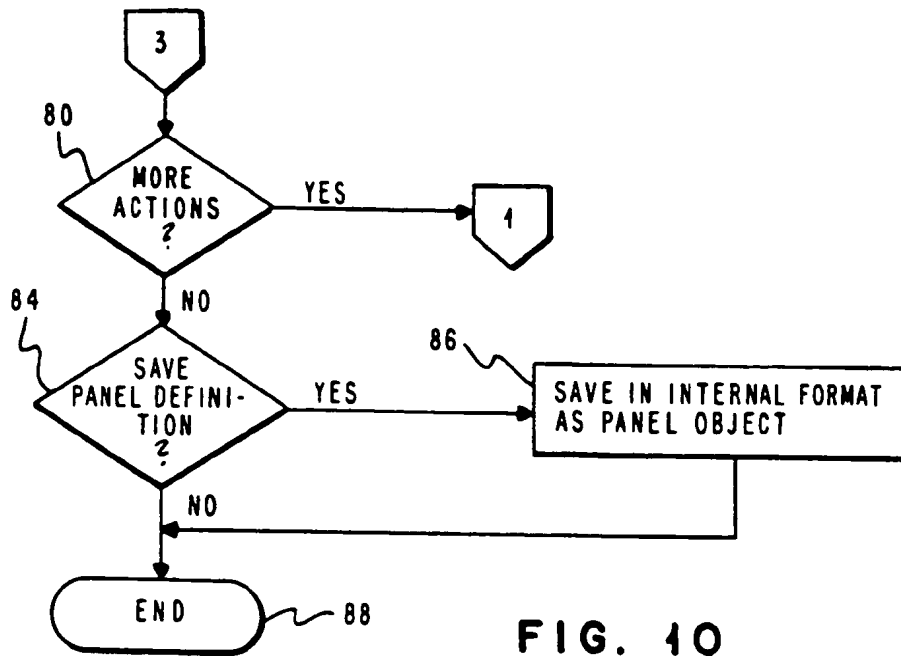 3
80
MORE
ACTIONS
?
YES
1
NO
84
SAVE
PANEL DEFINI-
TION
?
YES
86
SAVE IN INTERNAL FORMAT
AS PANEL OBJECT
NO
END
88
FIG. 10